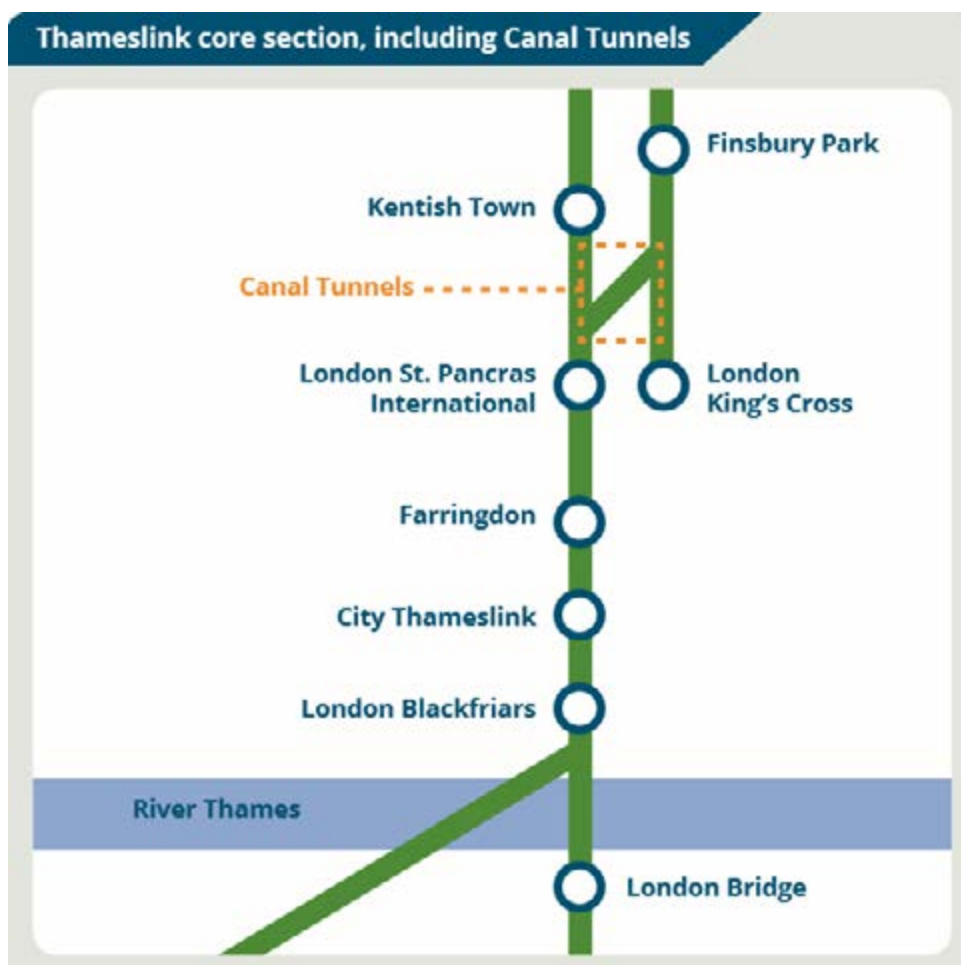 Thameslink core section, including Canal Tunnels
Finsbury Park
Kentish Town
Canal Tunnels
London St. Pancras
International
London
King's Cross
Farringdon
City Thameslink
London Blackfriars
River Thames
London Bridge